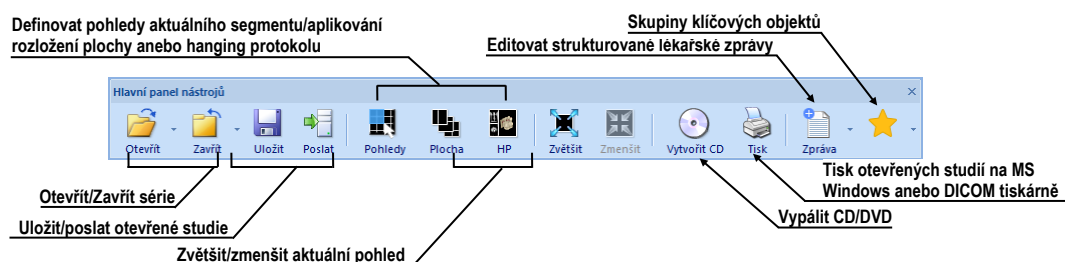 Definovat pohledy aktuálního segmentu/aplikování
rozložení plochy anebo hanging protokolu
Skupiny klíčových objektů
Editovat strukturované lékařské zprávy
Hlavní panel nástrojů
Otevřít Zavřít Uložit Poslat Pohledy Plocha HP Zvětšit Zmenšit Vytvořit CD Tisk Zpráva
Otevřít/Zavřít série
Tisk otevřených studií na MS
Windows anebo DICOM tiskárně
Uložit/poslat otevřené studie
Vypálit CD/DVD
Zvětšit/zmenšit aktuální pohled